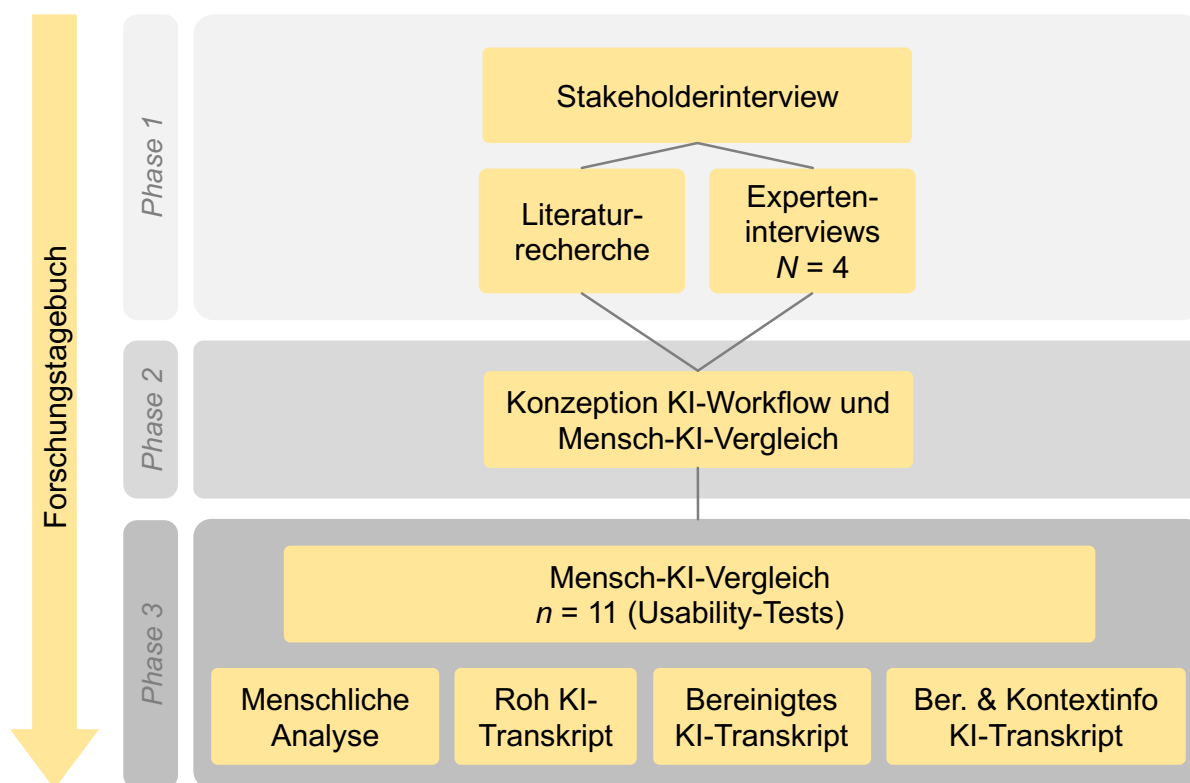 Forschungstagebuch
Phase 1
Stakeholderinterview
Literatur-
recherche
Experten-
interviews
N = 4
Phase 2
Konzeption KI-Workflow und
Mensch-KI-Vergleich
Phase 3
Mensch-KI-Vergleich
n = 11 (Usability-Tests)
Menschliche
Analyse
Roh KI-
Transkript
Bereinigtes
KI-Transkript
Ber. & Kontextinfo
KI-Transkript